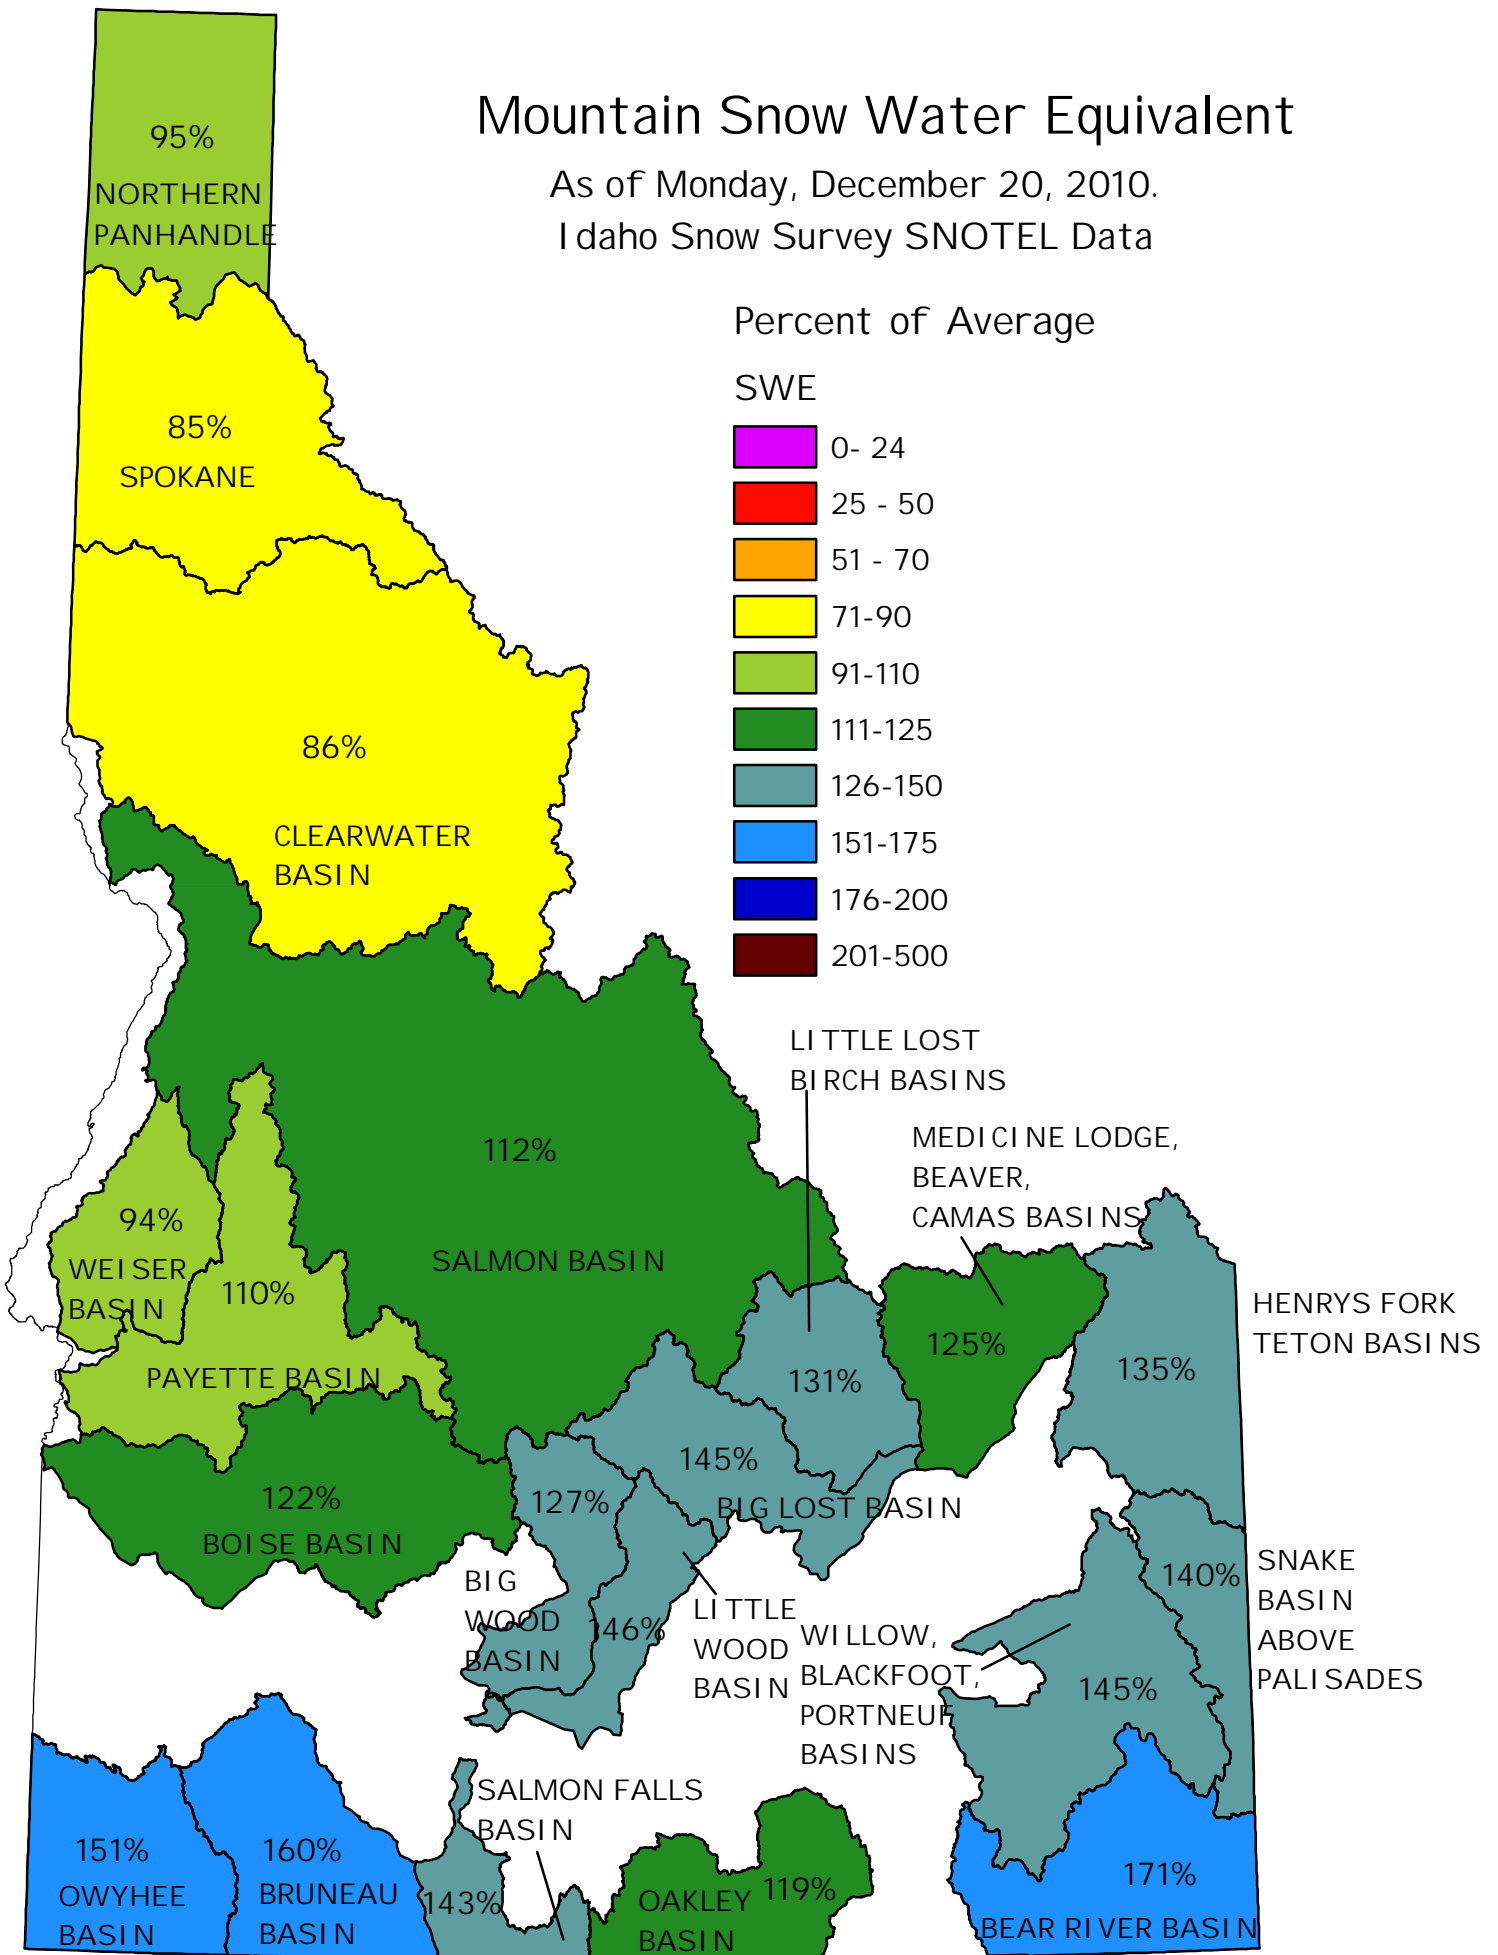 Mountain Snow Water Equivalent
As of Monday, December 20, 2010.
Idaho Snow Survey SNOTEL Data
Percent of Average
SWE
0- 24
25 - 50
51 - 70
71-90
91-110
111-125
126-150
151-175
176-200
201-500
95%
NORTHERN
PANHANDLE
85%
SPOKANE
86%
CLEARWATER
BASIN
112%
SALMON BASIN
94%
WEISER
BASIN
110%
PAYETTE BASIN
122%
BOISE BASIN
LITTLE LOST
BIRCH BASINS
131%
MEDICINE LODGE,
BEAVER,
CAMAS BASINS
125%
135%
HENRYS FORK
TETON BASINS
145%
BIG LOST BASIN
127%
BIG
WOOD
BASIN
146%
LITTLE
WOOD
BASIN
WILLOW,
BLACKFOOT,
PORTNEUF
BASINS
145%
140%
SNAKE
BASIN
ABOVE
PALISADES
151%
OWYHEE
BASIN
160%
BRUNEAU
BASIN
SALMON FALLS
BASIN
143%
OAKLEY
BASIN
119%
171%
BEAR RIVER BASIN